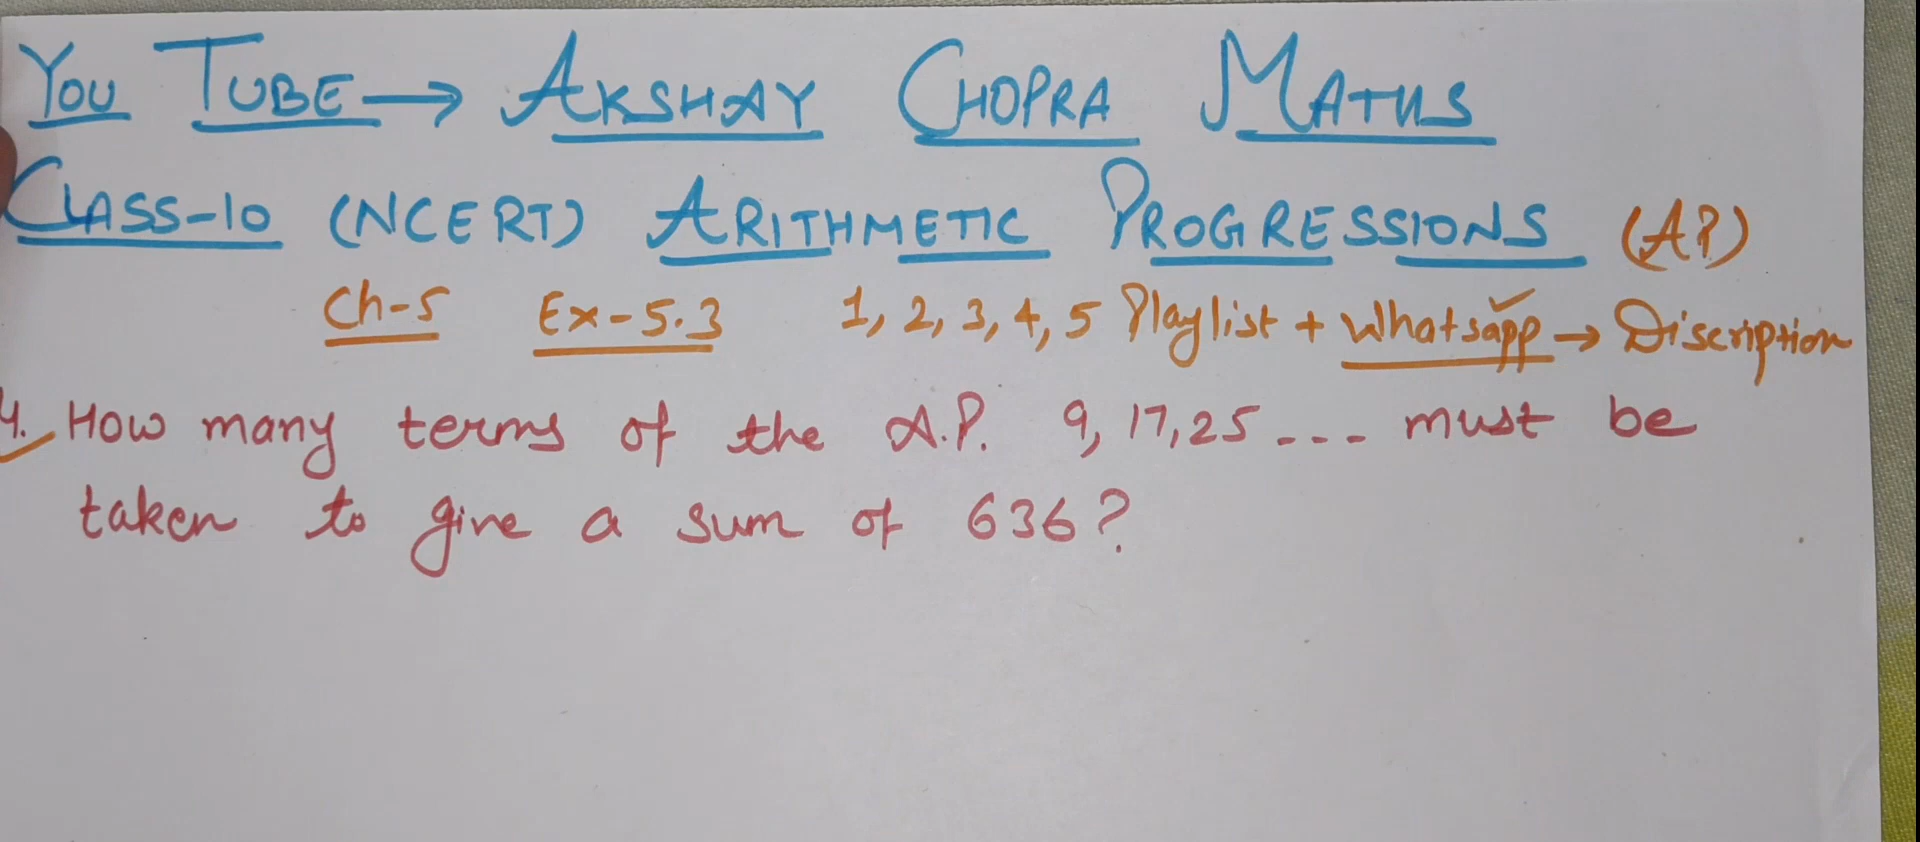 YOU TUBE → AKSHAY CHOPRA MATHS
CLASS-10 (NCERT) ARITHMETIC PROGRESSIONS (AP)
Ch-5 Ex-5.3 1, 2, 3, 4, 5 Playlist + Whatsapp → Discription
4. How many terms of the A.P. 9, 17, 25 --- must be
taken to give a sum of 636?